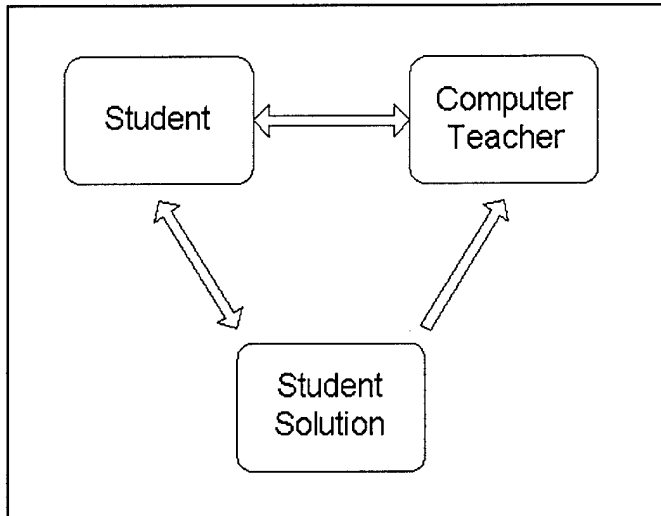 Student
Computer
Teacher
Student
Solution